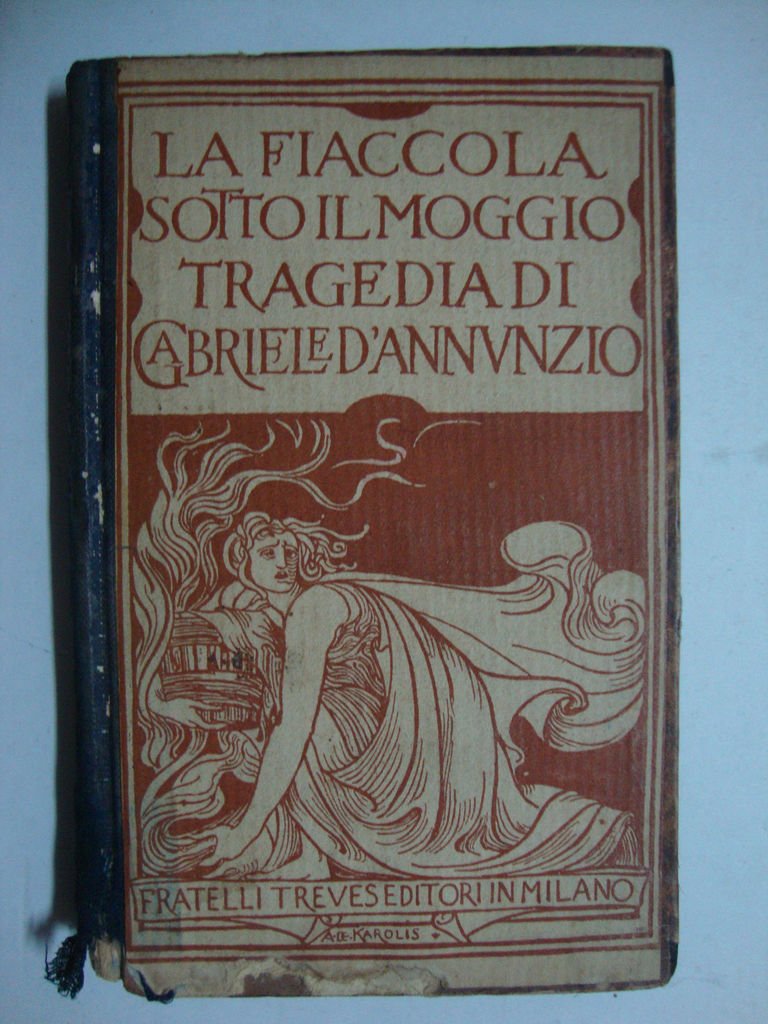 LA FIACCOLA
SOTTO IL MOGGIO
TRAGEDIA DI
GABRIELE D'ANNVNZIO
FRATELLI TREVES EDITORI IN MILANO
A. DE. KAROLIS